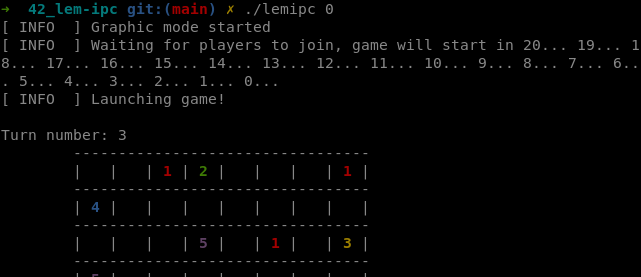 ➜  42_lem-ipc git:(main) ✗ ./lemipc 0
[ INFO  ] Graphic mode started
[ INFO  ] Waiting for players to join, game will start in 20... 19... 1
8... 17... 16... 15... 14... 13... 12... 11... 10... 9... 8... 7... 6..
. 5... 4... 3... 2... 1... 0...
[ INFO  ] Launching game!
Turn number: 3
---------------------------------
|   |   | 1 | 2 |   |   |   | 1 |
---------------------------------
| 4 |   |   |   |   |   |   |   |
---------------------------------
|   |   |   | 5 |   | 1 |   | 3 |
---------------------------------
| 5 |   |   |   |   |   |   |   |